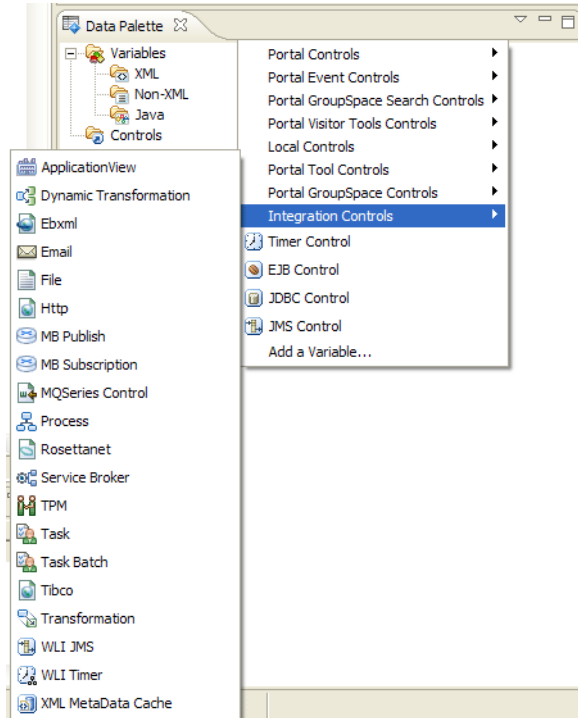 Data Palette
Variables
XML
Non-XML
Java
Controls
Portal Controls
Portal Event Controls
Portal GroupSpace Search Controls
Portal Visitor Tools Controls
Local Controls
Portal Tool Controls
Portal GroupSpace Controls
Integration Controls
Timer Control
EJB Control
JDBC Control
JMS Control
Add a Variable...
ApplicationView
Dynamic Transformation
Ebxml
Email
File
Http
MB Publish
MB Subscription
MQSeries Control
Process
Rosettanet
Service Broker
TPM
Task
Task Batch
Tibco
Transformation
WLI JMS
WLI Timer
XML MetaData Cache